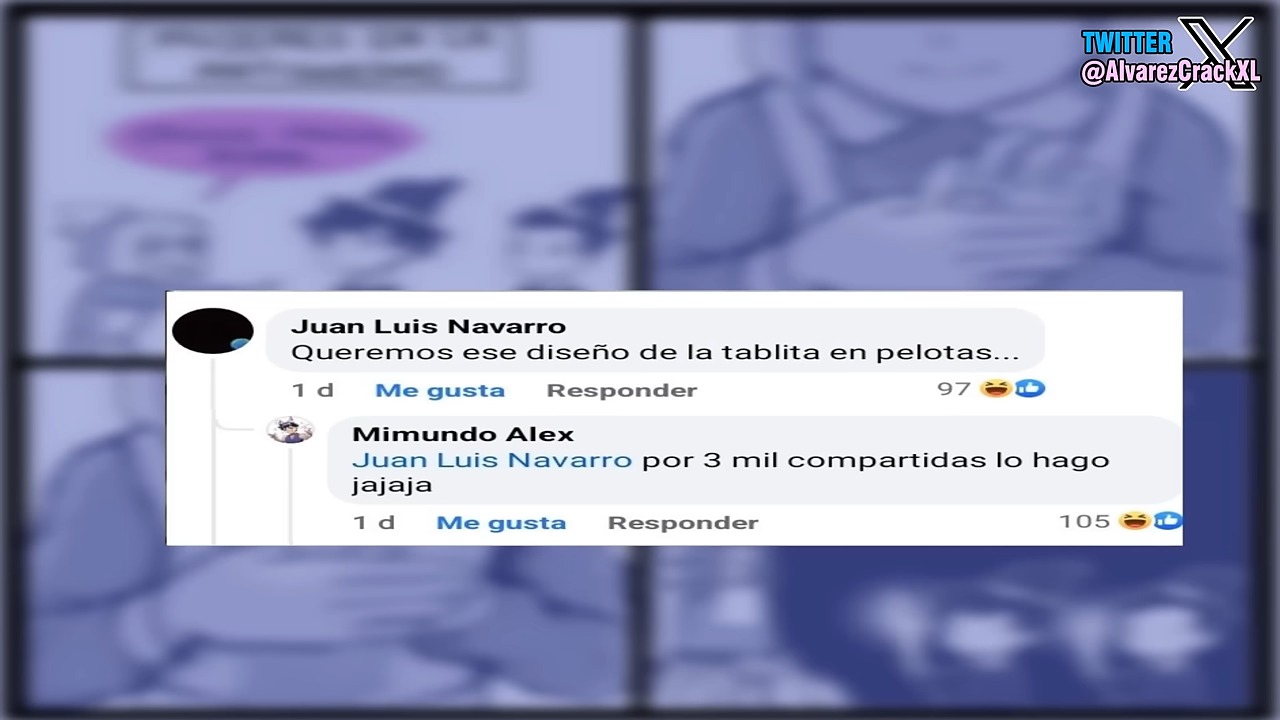 TWITTER
@AlvarezCrackXL
Juan Luis Navarro
Queremos ese diseño de la tablita en pelotas...
1 d Me gusta Responder 97
Mimundo Alex
Juan Luis Navarro por 3 mil compartidas lo hago
jajaja
1 d Me gusta Responder 105